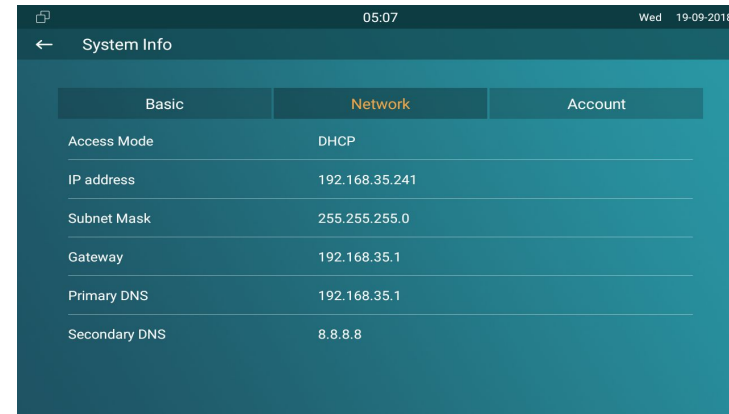 05:07 Wed 19-09-2018
System Info
Basic Network Account
Access Mode DHCP
IP address 192.168.35.241
Subnet Mask 255.255.255.0
Gateway 192.168.35.1
Primary DNS 192.168.35.1
Secondary DNS 8.8.8.8